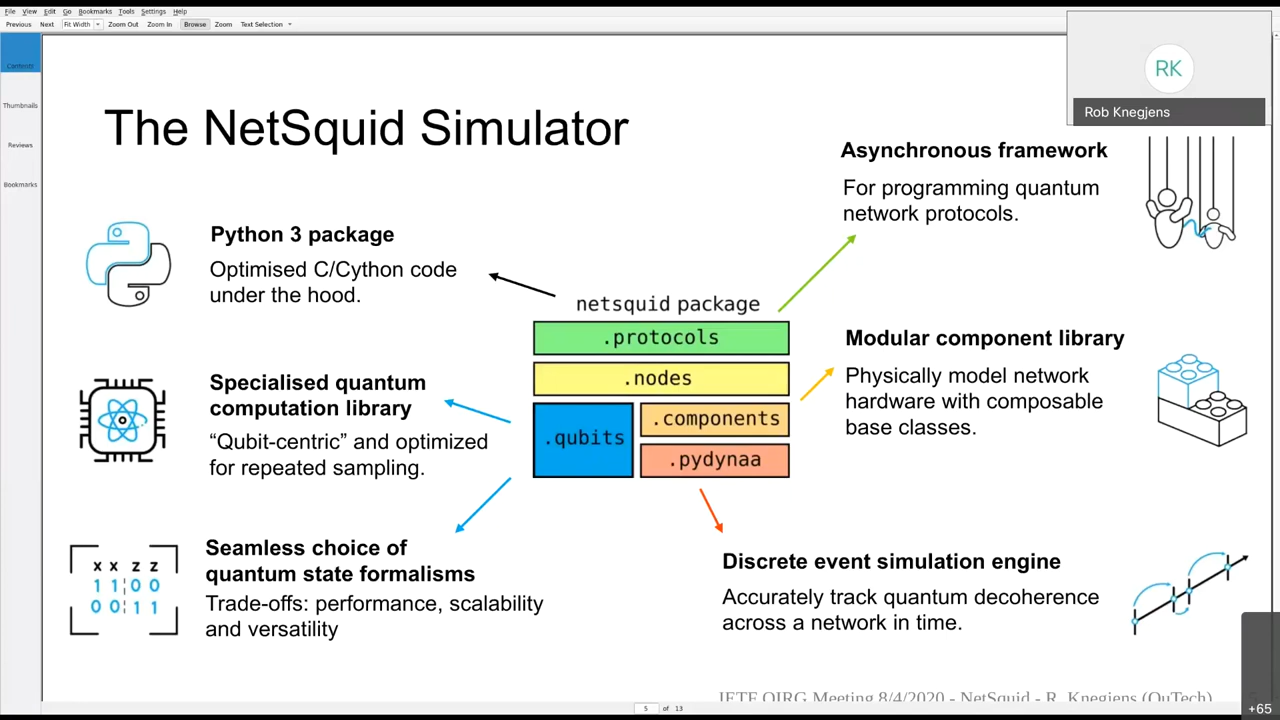 File View Edit Go Bookmarks Tools Settings Help
Previous Next Fit Width Zoom Out Zoom In Browse Zoom Text Selection
Contents
Thumbnails
Reviews
Bookmarks
RK
Rob Knegjens
The NetSquid Simulator
Python 3 package
Optimised C/Cython code
under the hood.
Specialised quantum
computation library
“Qubit-centric” and optimized
for repeated sampling.
Seamless choice of
quantum state formalisms
Trade-offs: performance, scalability
and versatility
X X Z Z
1 1 0 0
0 0 1 1
netsquid package
.protocols
.nodes
.qubits
.components
.pydynaa
Asynchronous framework
For programming quantum
network protocols.
Modular component library
Physically model network
hardware with composable
base classes.
Discrete event simulation engine
Accurately track quantum decoherence
across a network in time.
IETF QIRG Meeting 8/4/2020 - NetSquid - R. Knegjens (QuTech)
5 of 13
+65